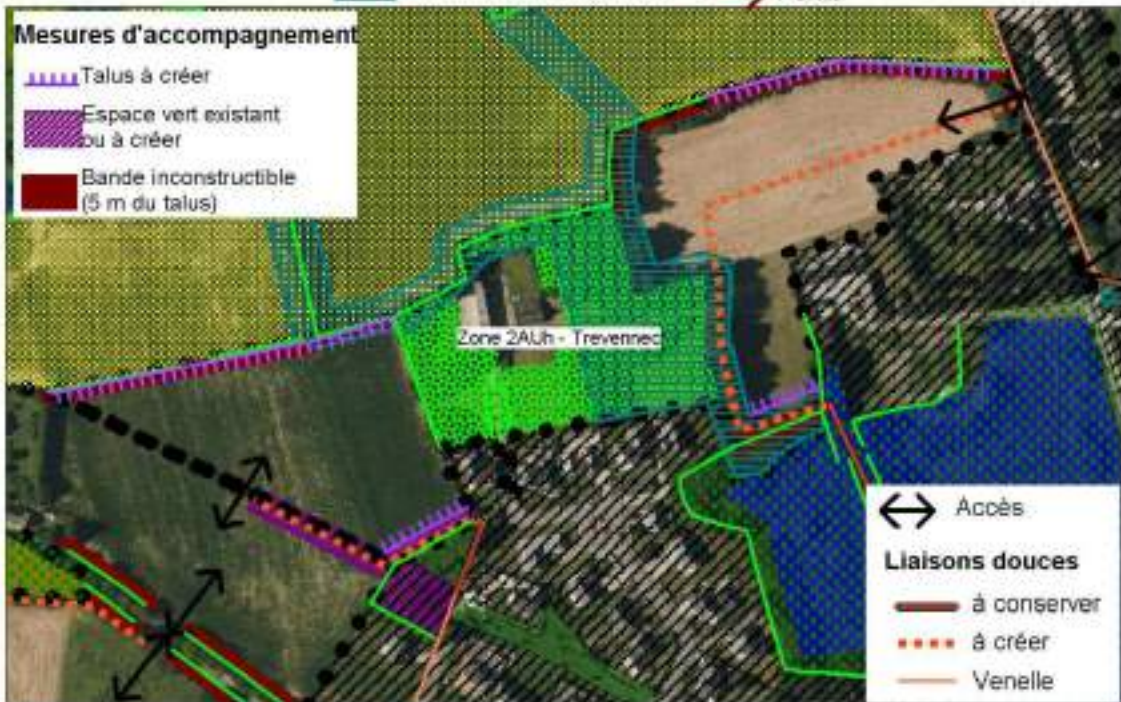 Mesures d'accompagnement
Talus à créer
Espace vert existant
ou à créer
Bande inconstructible
(5 m du talus)
Zone 2AUh - Trevennec
Accès
Liaisons douces
à conserver
à créer
Venelle